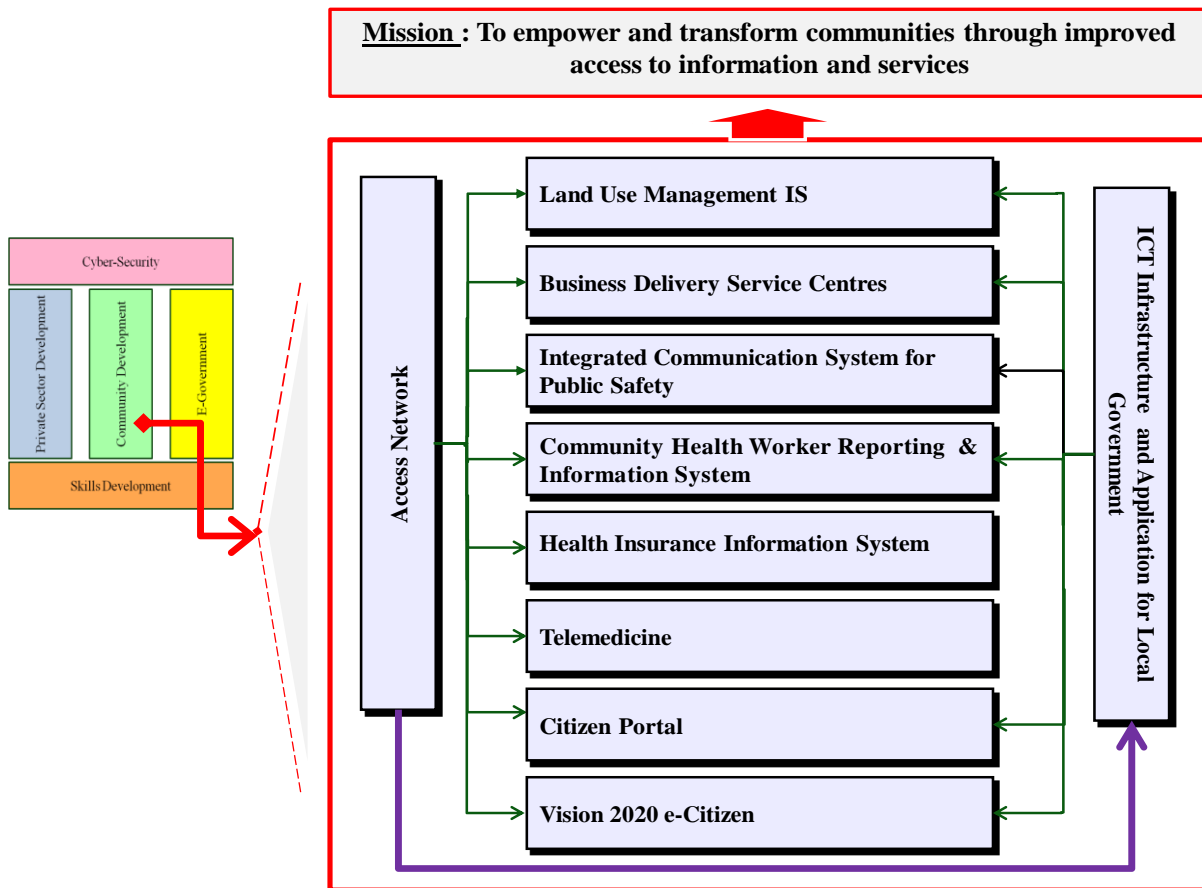 Mission : To empower and transform communities through improved
access to information and services
Cyber-Security
Private Sector Development
Community Development
E-Government
Skills Development
Access Network
Land Use Management IS
Business Delivery Service Centres
Integrated Communication System for
Public Safety
Community Health Worker Reporting &
Information System
Health Insurance Information System
Telemedicine
Citizen Portal
Vision 2020 e-Citizen
ICT Infrastructure and Application for Local
Government